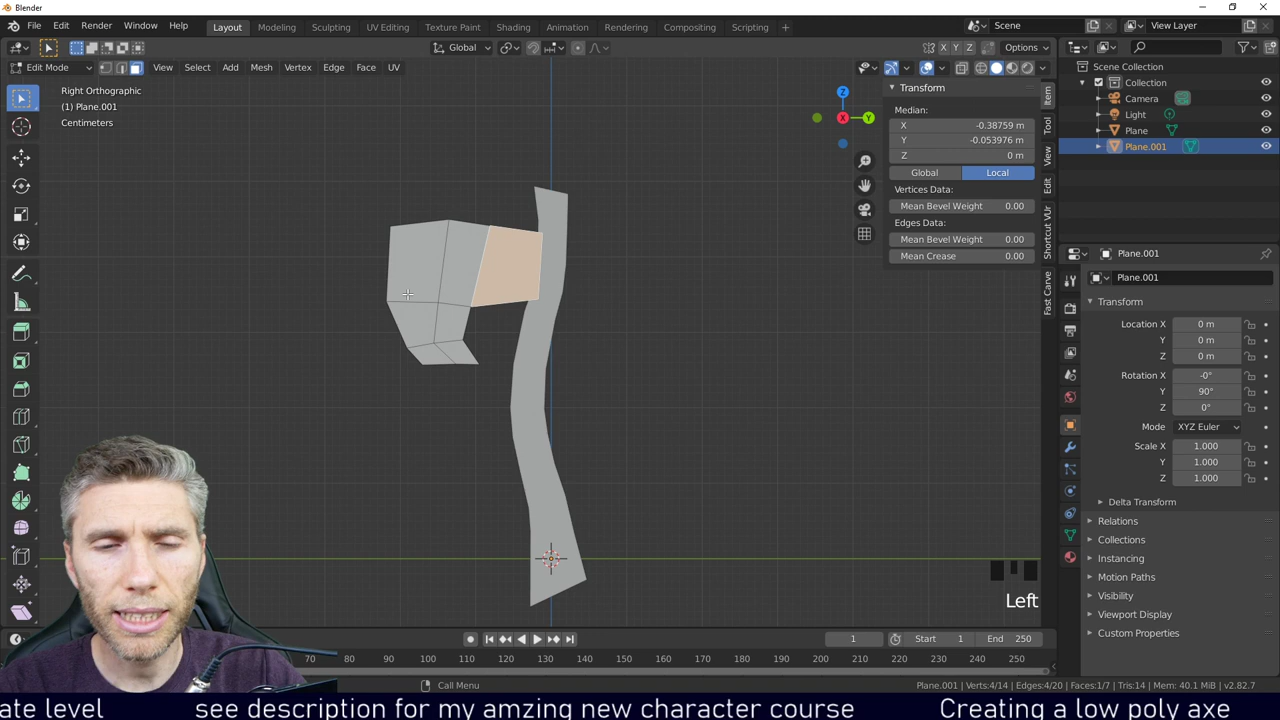 Blender
File Edit Render Window Help Layout Modeling Sculpting UV Editing Texture Paint Shading Animation Rendering Compositing Scripting + Scene View Layer
Global Options
Edit Mode View Select Add Mesh Vertex Edge Face UV X Y Z
Right Orthographic
(1) Plane.001
Centimeters
Z
X
Y
Transform
Median:
X -0.38759 m
Y -0.053976 m
Z 0 m
Global Local
Vertices Data:
Mean Bevel Weight 0.00
Edges Data:
Mean Bevel Weight 0.00
Mean Crease 0.00
Item
Tool
View
Edit
Shortcut VUr
Fast Carve
Scene Collection
Collection
Camera
Light
Plane
Plane.001
Plane.001
Plane.001
Transform
Location X 0 m
Y 0 m
Z 0 m
Rotation X -0°
Y 90°
Z 0°
Mode XYZ Euler
Scale X 1.000
Y 1.000
Z 1.000
Delta Transform
Relations
Collections
Instancing
Motion Paths
Visibility
Viewport Display
Custom Properties
Left
1 Start 1 End 250
70 80 90 100 110 120 130 140 150 160 170 180 190 200 210 220 230 240 250
Call Menu
Plane.001 | Verts:4/14 | Edges:4/20 | Faces:1/7 | Tris:14 | Mem: 40.1 MiB | v2.82.7
ate level see description for my amzing new character course Creating a low poly axe